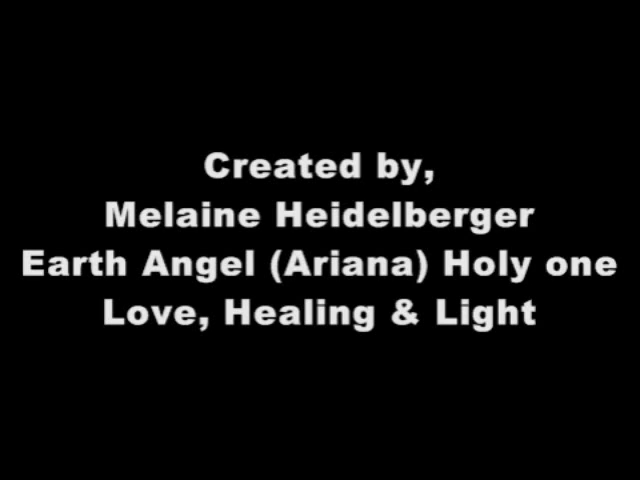 Created by,
Melaine Heidelberger
Earth Angel (Ariana) Holy one
Love, Healing & Light